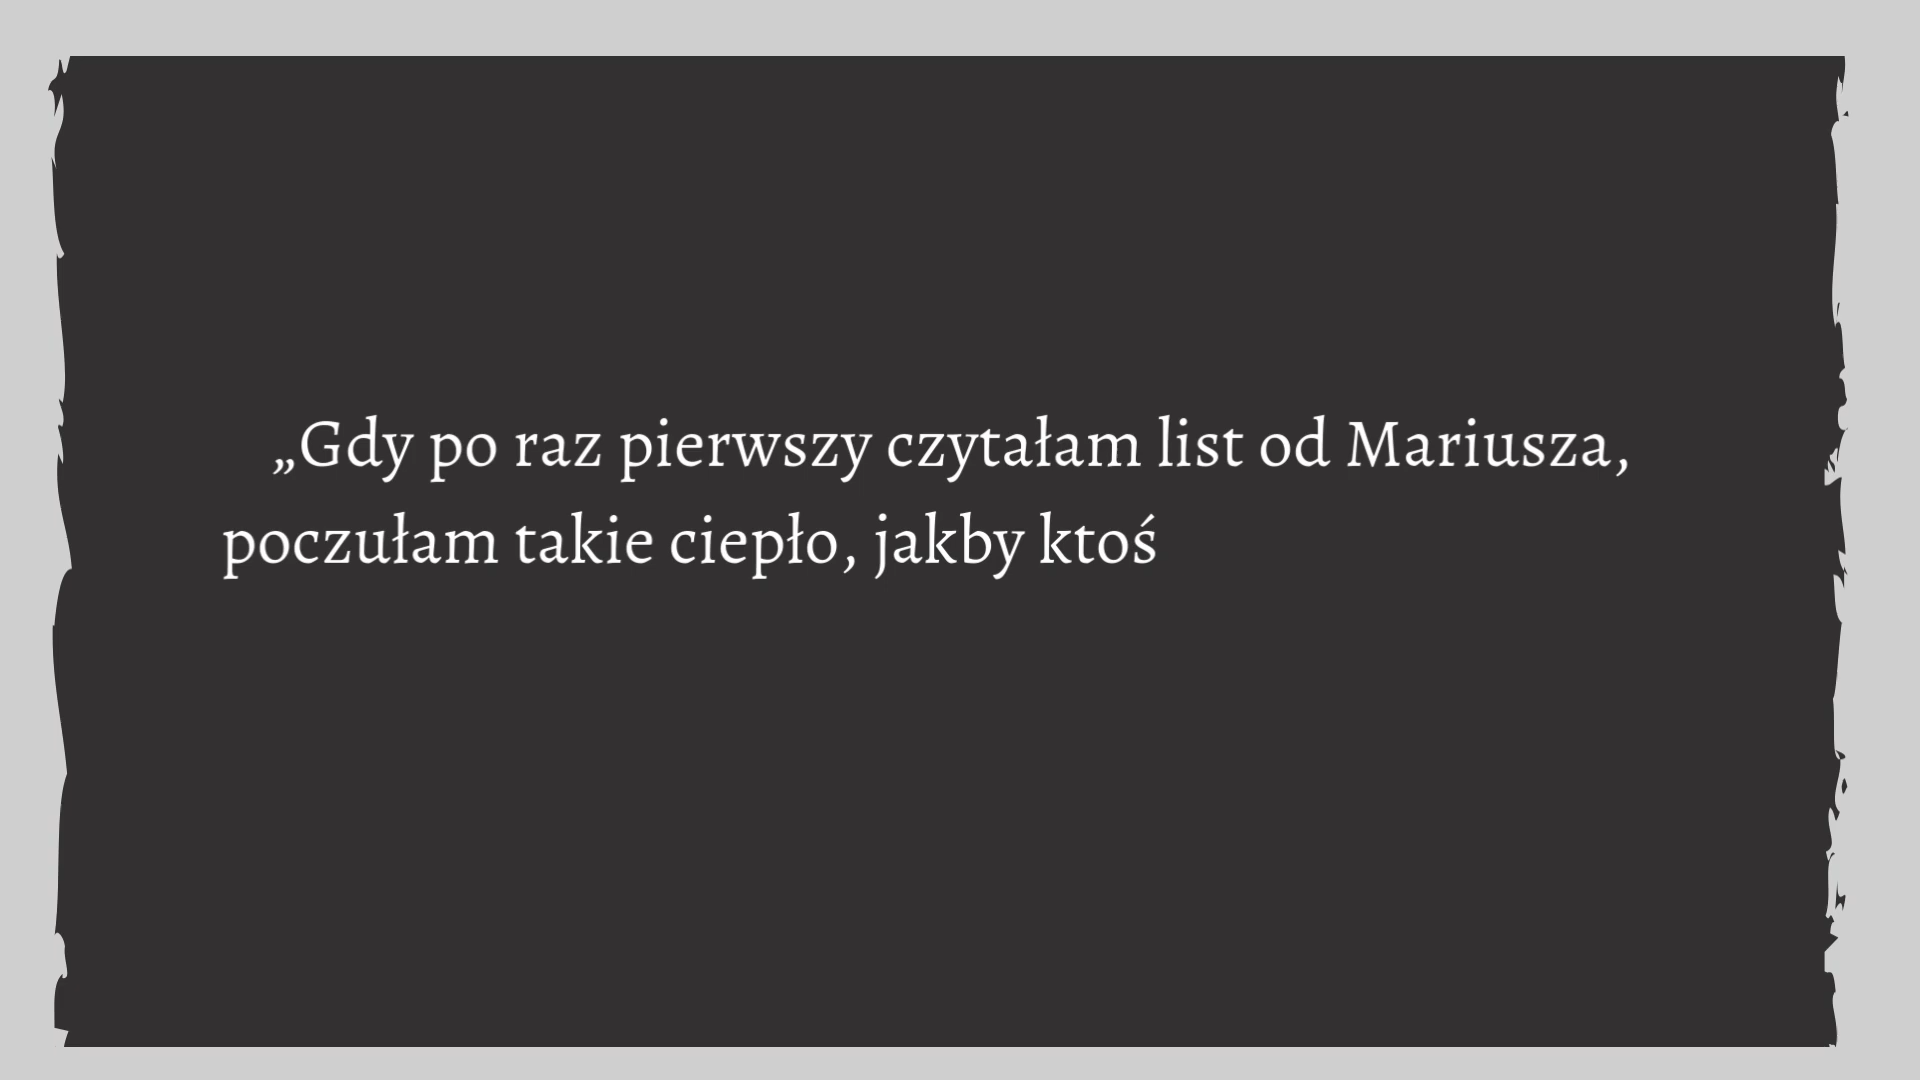 „Gdy po raz pierwszy czytałam list od Mariusza,
poczułam takie ciepło, jakby ktoś